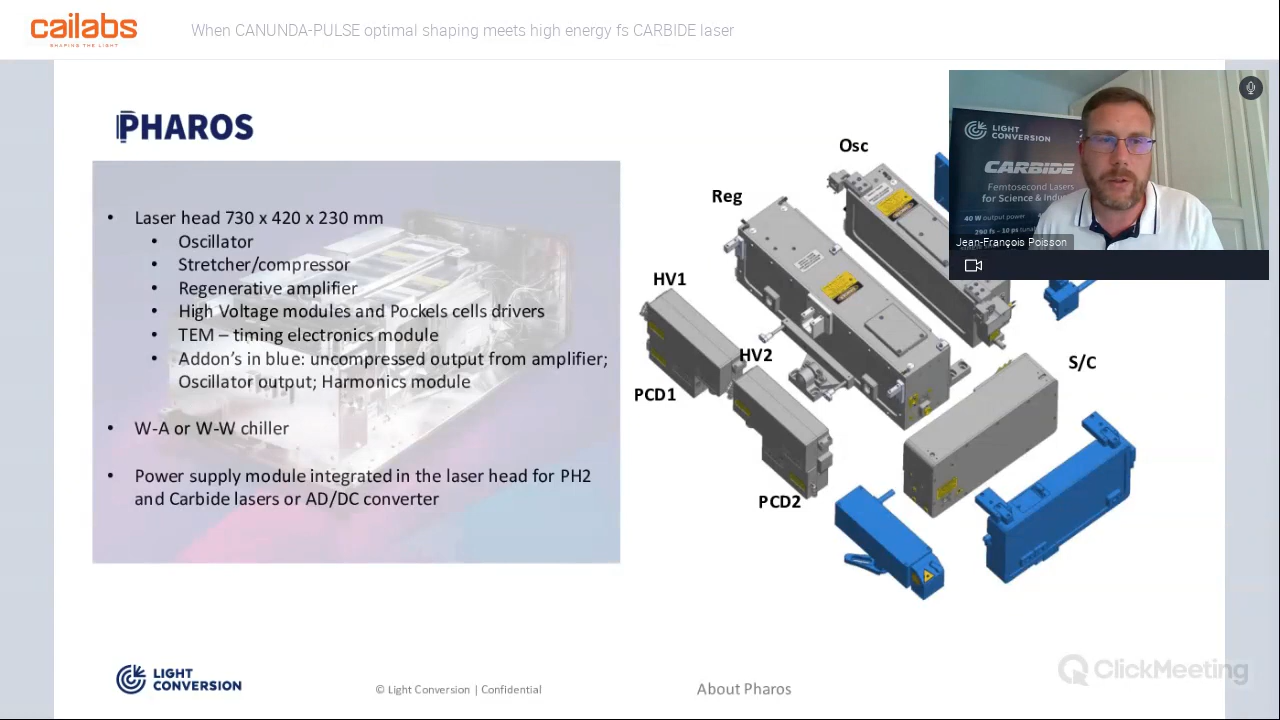 cailabs
SHAPING THE LIGHT
When CANUNDA-PULSE optimal shaping meets high energy fs CARBIDE laser
PHAROS
• Laser head 730 x 420 x 230 mm
• Oscillator
• Stretcher/compressor
• Regenerative amplifier
• High Voltage modules and Pockels cells drivers
• TEM – timing electronics module
• Addon's in blue: uncompressed output from amplifier;
Oscillator output; Harmonics module
• W-A or W-W chiller
• Power supply module integrated in the laser head for PH2
and Carbide lasers or AD/DC converter
Osc
Reg
HV1
HV2
PCD1
PCD2
S/C
LIGHT
CONVERSION
CARBIDE
Femtosecond Lasers
for Science & Indu
40 W output power
290 fs - 10 ps
Jean-François Poisson
LIGHT
CONVERSION
© Light Conversion | Confidential
About Pharos
ClickMeeting